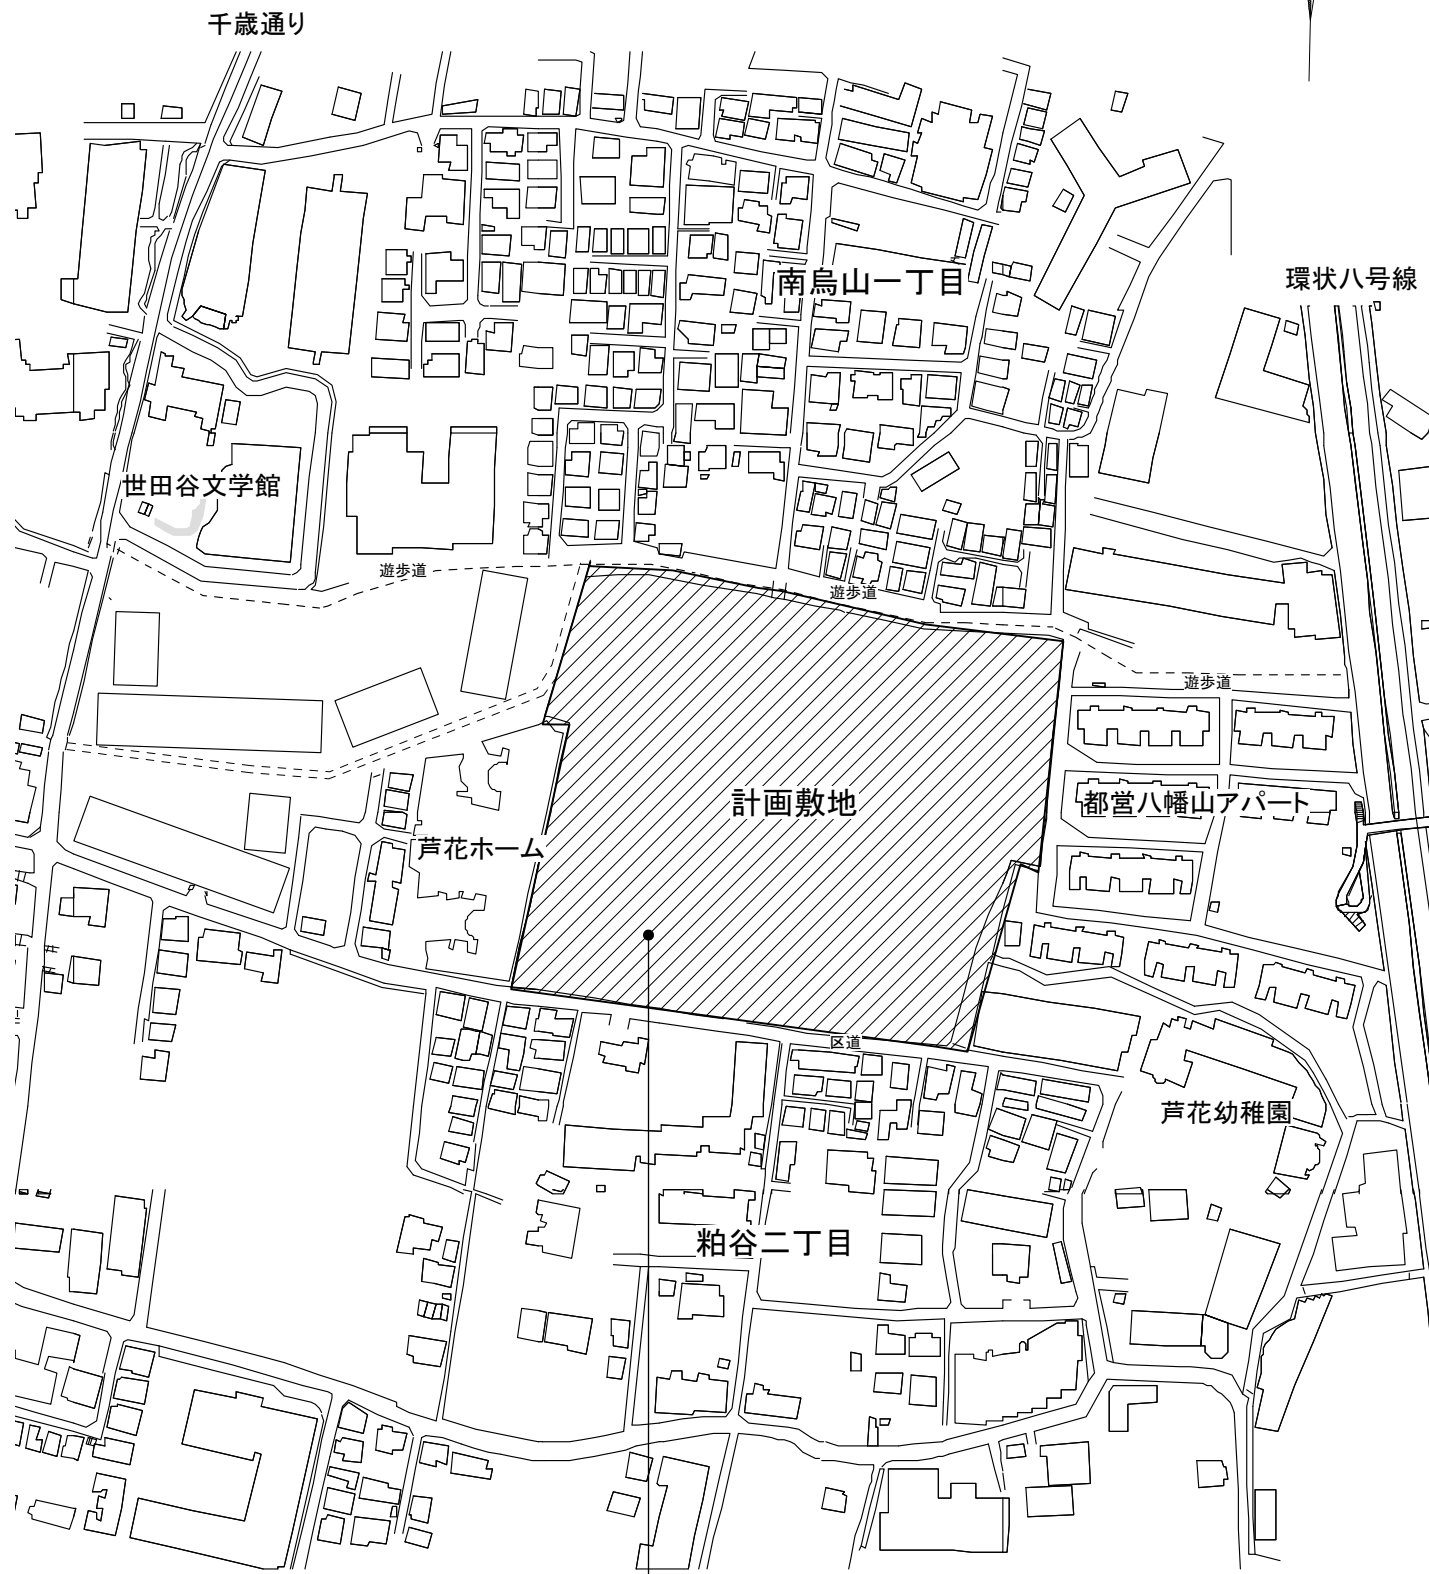 千歳通り
環状八号線
南烏山一丁目
世田谷文学館
遊歩道
遊歩道
遊歩道
計画敷地
都営八幡山アパート
芦花ホーム
区道
芦花幼稚園
粕谷二丁目